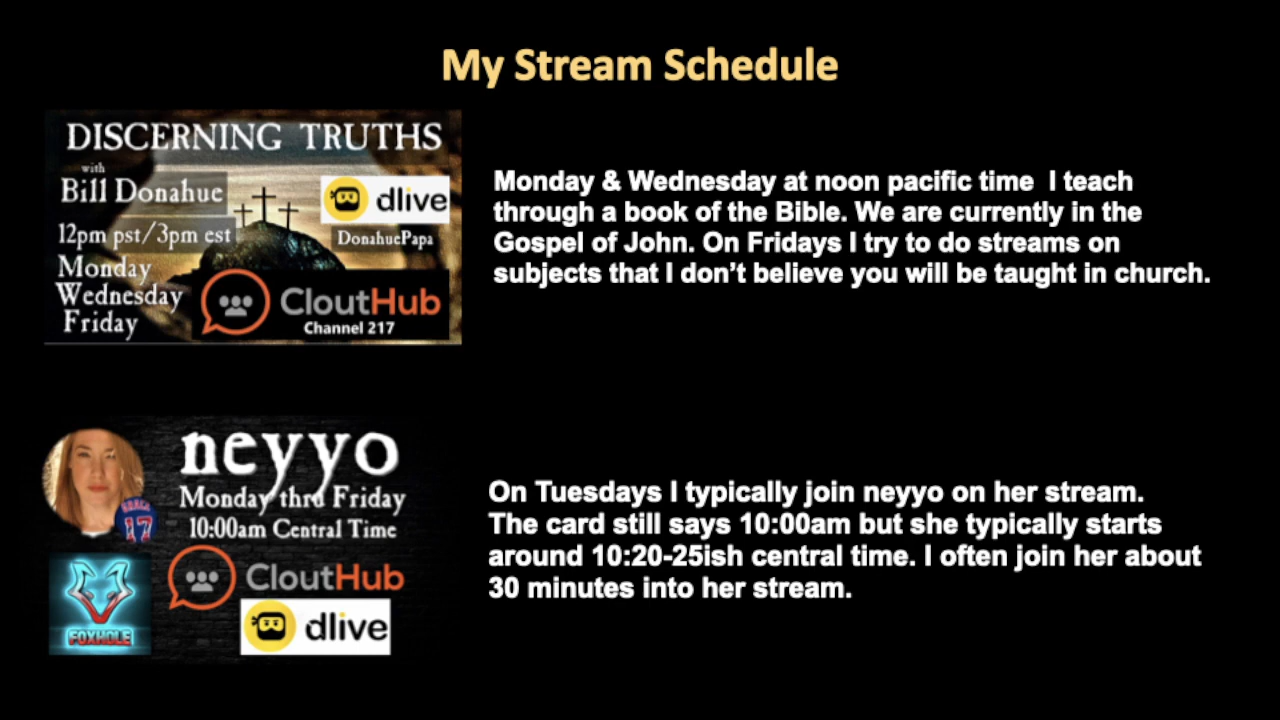 My Stream Schedule
DISCERNING TRUTHS
with
Bill Donahue
dlive
12pm pst/3pm est
DonahuePapa
Monday
Wednesday
Friday
CloutHub
Channel 217
Monday & Wednesday at noon pacific time  I teach
through a book of the Bible. We are currently in the
Gospel of John. On Fridays I try to do streams on
subjects that I don’t believe you will be taught in church.
neyyo
Monday thru Friday
10:00am Central Time
17
CloutHub
dlive
FOXHOLE
On Tuesdays I typically join neyyo on her stream.
The card still says 10:00am but she typically starts
around 10:20-25ish central time. I often join her about
30 minutes into her stream.